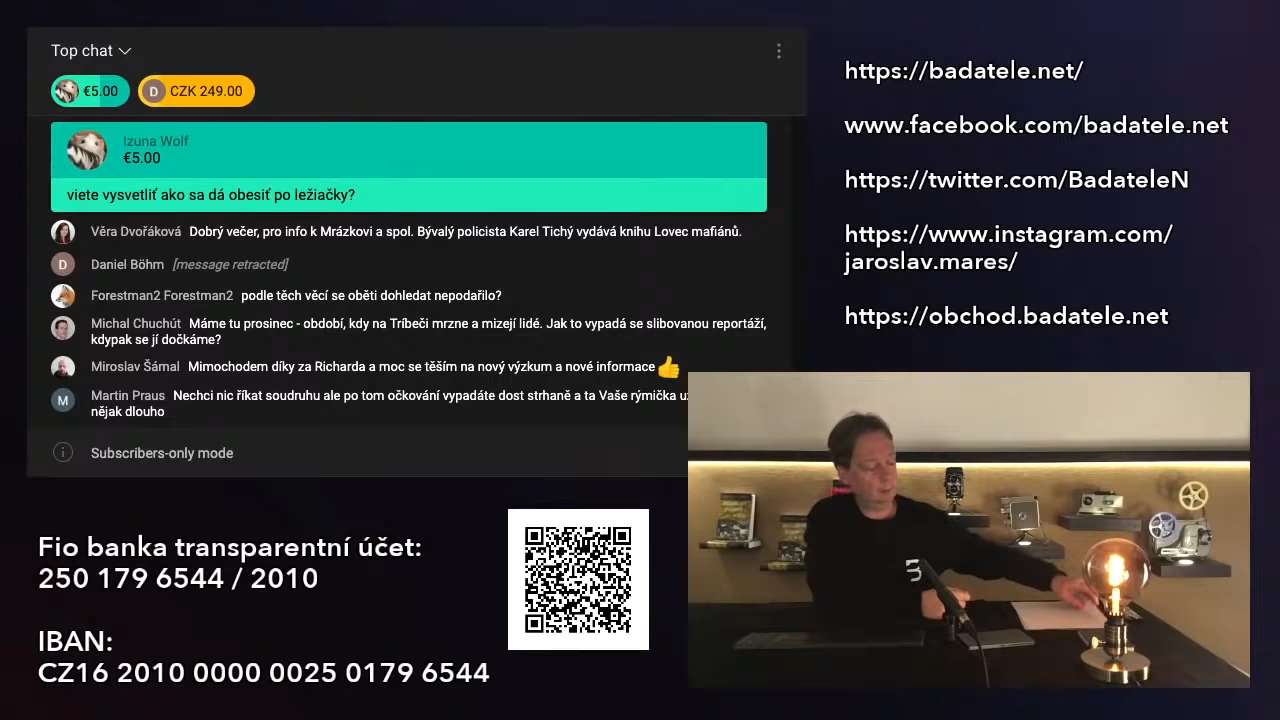 Top chat
€5.00
D CZK 249.00
Izuna Wolf
€5.00
viete vysvetliť ako sa dá obesiť po ležiačky?
Věra Dvořáková Dobrý večer, pro info k Mrázkovi a spol. Bývalý policista Karel Tichý vydává knihu Lovec mafiánů.
D Daniel Böhm [message retracted]
Forestman2 Forestman2 podle těch věcí se oběti dohledat nepodařilo?
Michal Chuchút Máme tu prosinec - období, kdy na Tríbeči mrzne a mizejí lidé. Jak to vypadá se slibovanou reportáží,
kdypak se jí dočkáme?
Miroslav Šárnal Mimochodem díky za Richarda a moc se těším na nový výzkum a nové informace
M Martin Praus Nechci nic říkat soudruhu ale po tom očkování vypadáte dost strhaně a ta Vaše rýmička
nějak dlouho
Subscribers-only mode
https://badatele.net/
www.facebook.com/badatele.net
https://twitter.com/BadateleN
https://www.instagram.com/
jaroslav.mares/
https://obchod.badatele.net
Fio banka transparentní účet:
250 179 6544 / 2010
IBAN:
CZ16 2010 0000 0025 0179 6544